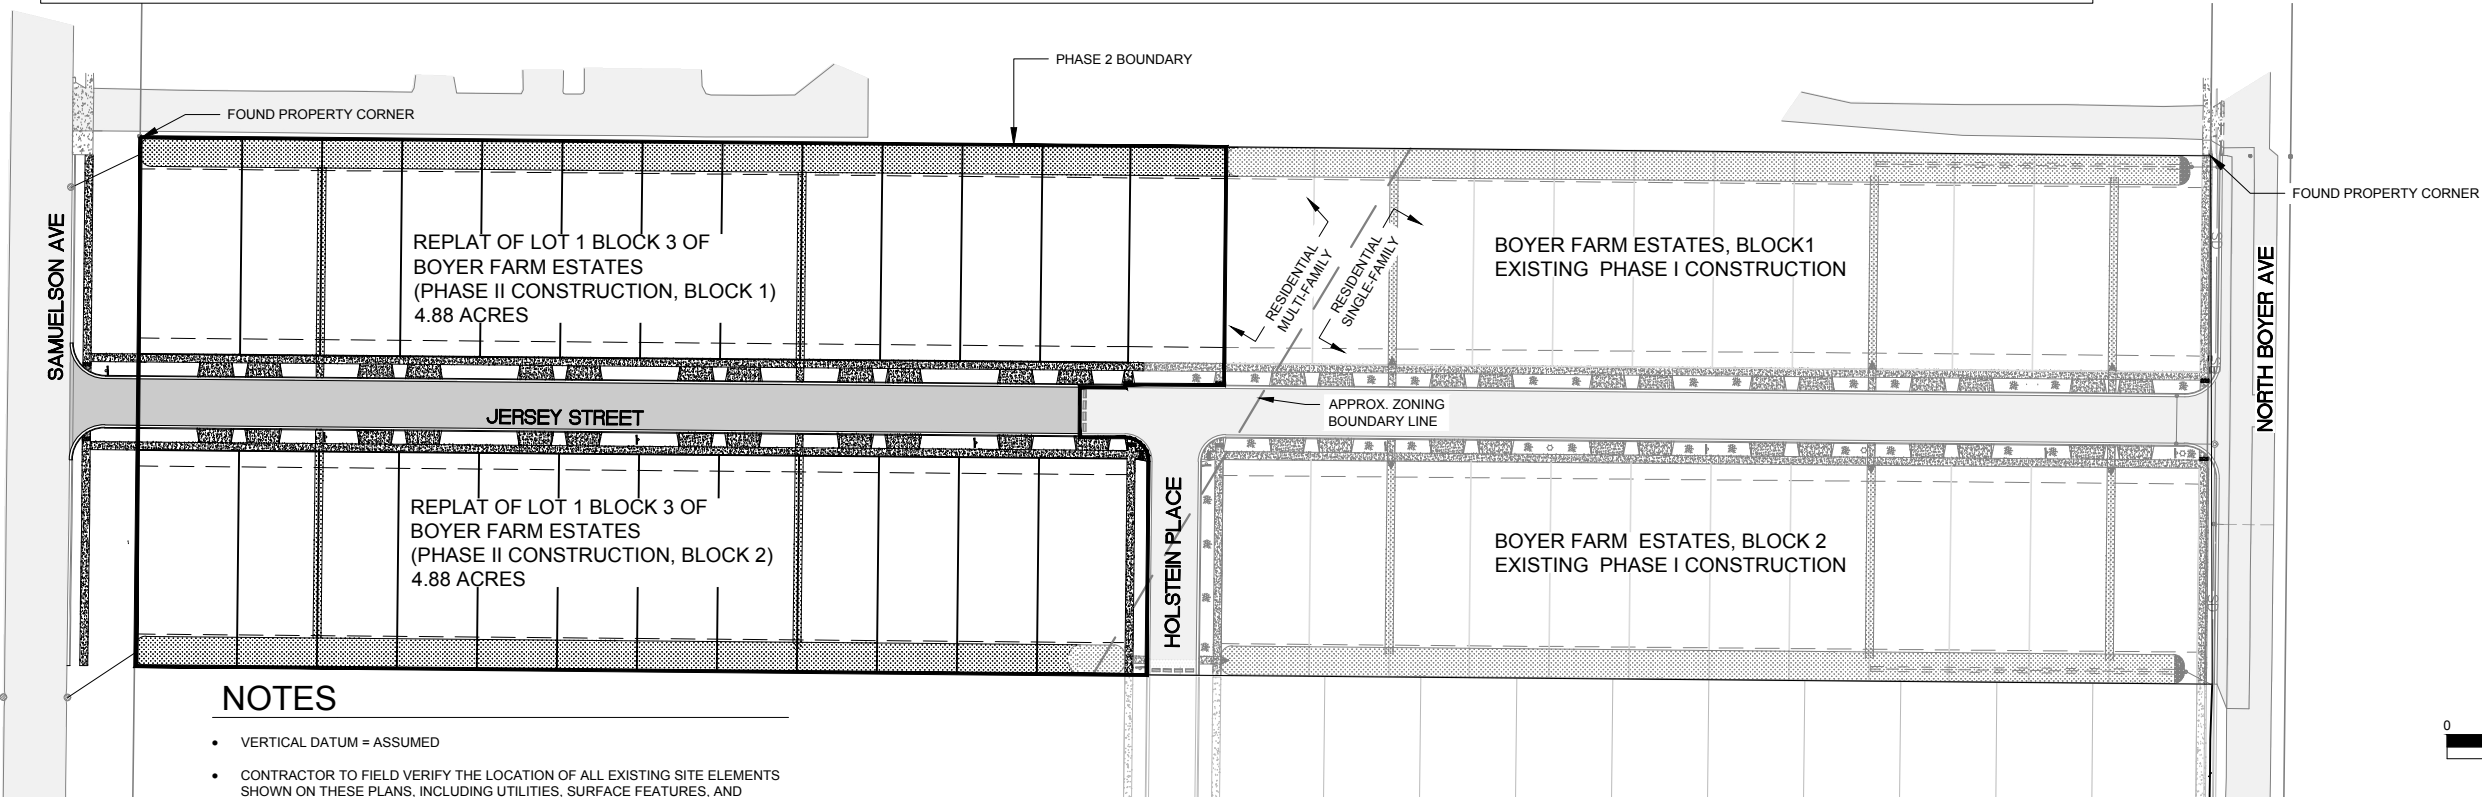 PHASE 2 BOUNDARY
FOUND PROPERTY CORNER
FOUND PROPERTY CORNER
SAMUELSON AVE
REPLAT OF LOT 1 BLOCK 3 OF
BOYER FARM ESTATES
(PHASE II CONSTRUCTION, BLOCK 1)
4.88 ACRES
RESIDENTIAL
MULTI-FAMILY
RESIDENTIAL
SINGLE-FAMILY
BOYER FARM ESTATES, BLOCK1
EXISTING PHASE I CONSTRUCTION
SD
NORTH BOYER AVE
JERSEY STREET
APPROX. ZONING
BOUNDARY LINE
REPLAT OF LOT 1 BLOCK 3 OF
BOYER FARM ESTATES
(PHASE II CONSTRUCTION, BLOCK 2)
4.88 ACRES
HOLSTEIN PLACE
BOYER FARM ESTATES, BLOCK 2
EXISTING PHASE I CONSTRUCTION
SD
NOTES
• VERTICAL DATUM = ASSUMED
• CONTRACTOR TO FIELD VERIFY THE LOCATION OF ALL EXISTING SITE ELEMENTS
SHOWN ON THESE PLANS, INCLUDING UTILITIES, SURFACE FEATURES, AND
0